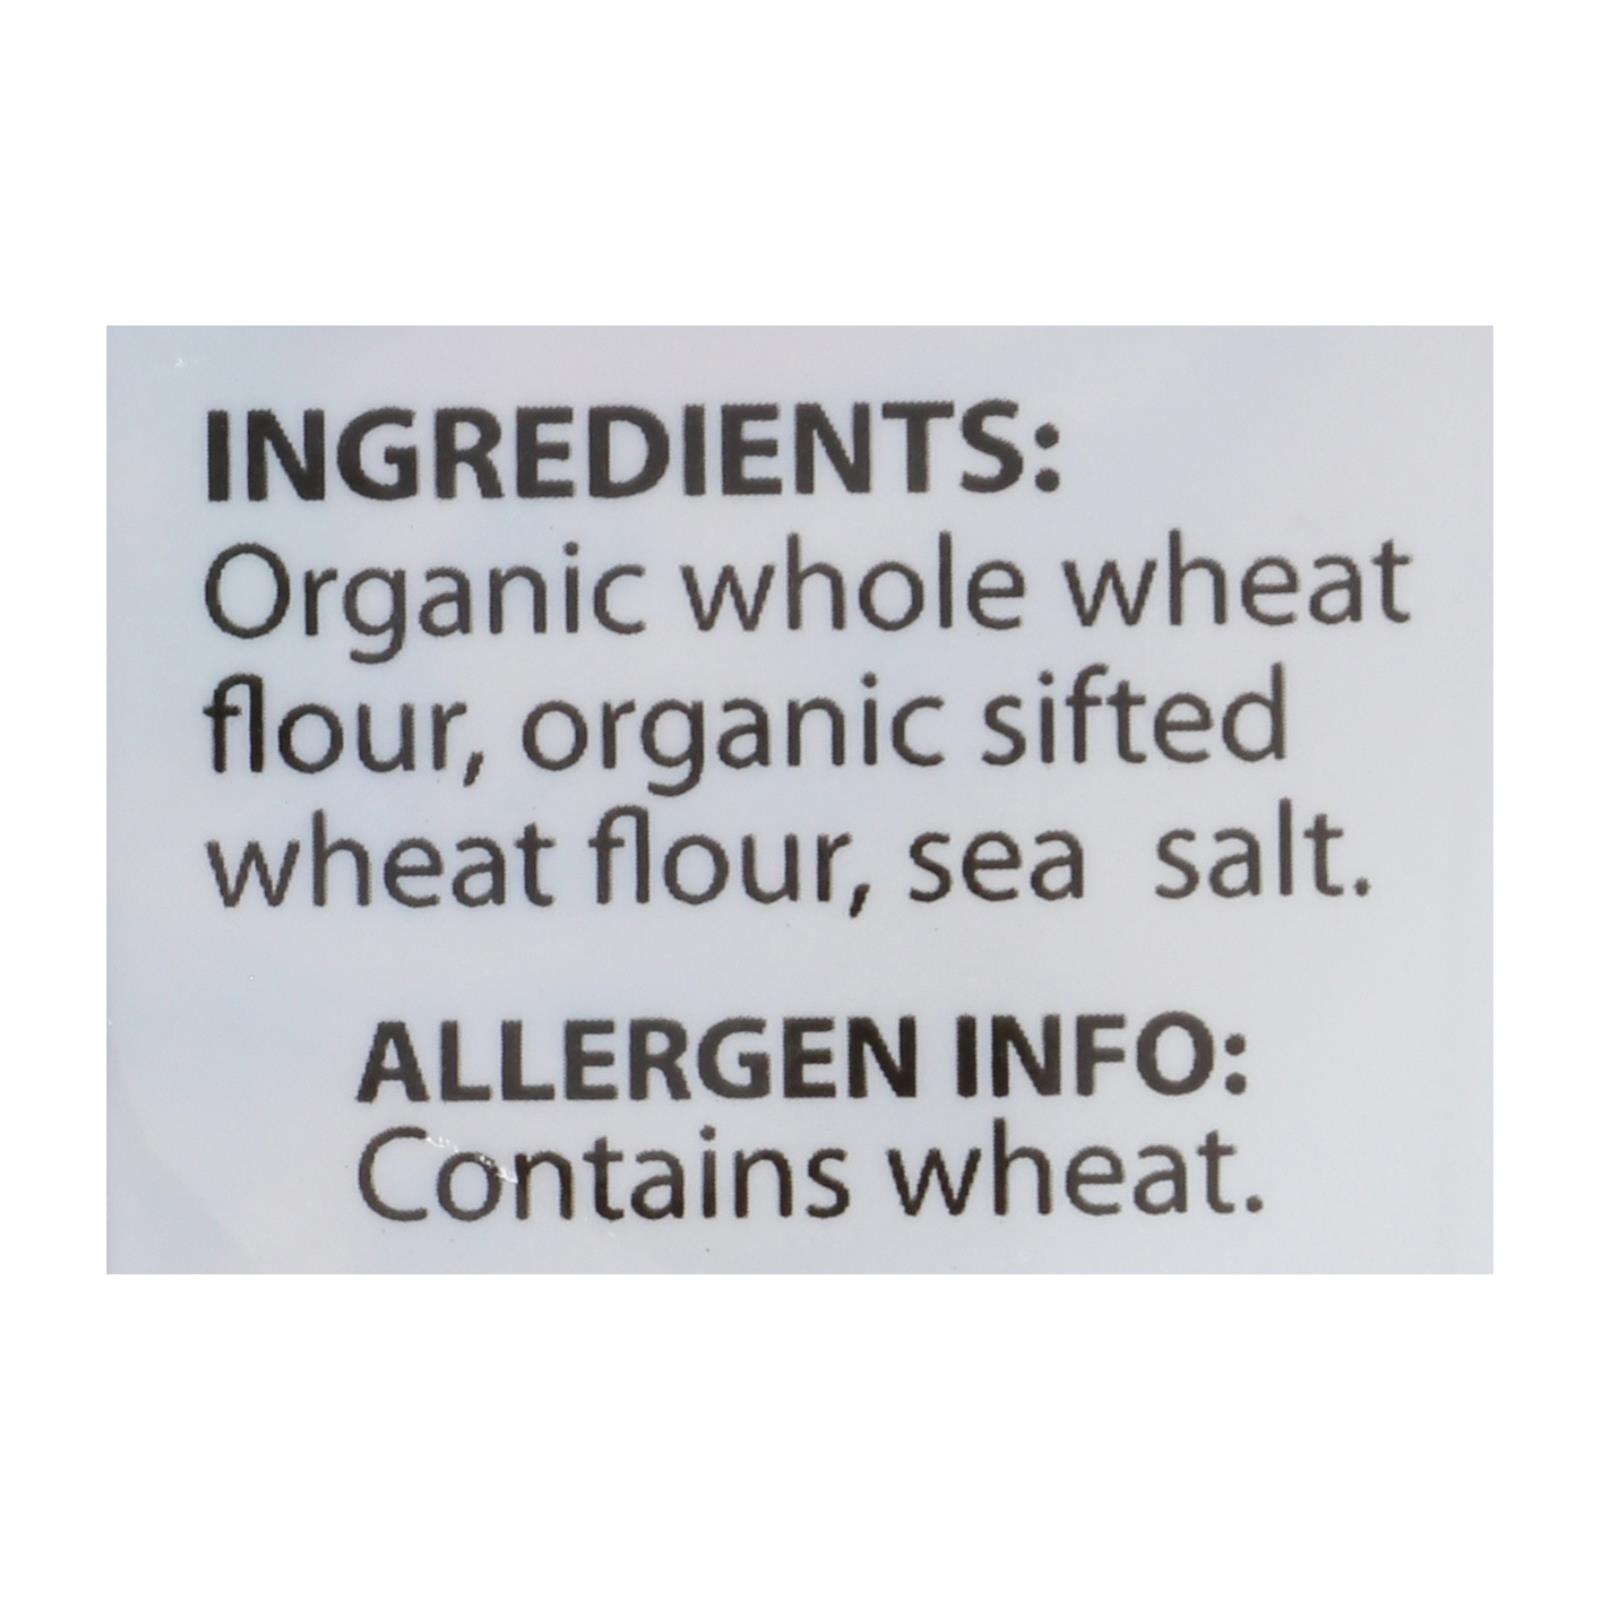 INGREDIENTS:
Organic whole wheat
flour, organic sifted
wheat flour, sea salt.
ALLERGEN INFO:
Contains wheat.